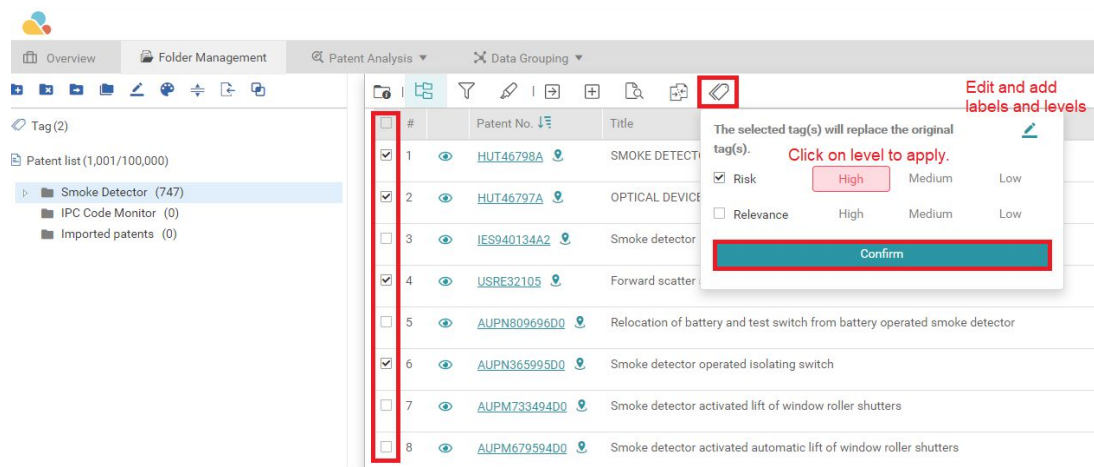 Overview
Folder Management
Patent Analysis ▼
Data Grouping ▼
Edit and add
labels and levels
Tag (2)
# Patent No. Title
The selected tag(s) will replace the original
tag(s).
Click on level to apply.
Patent list (1,001/100,000)
1 HUT46798A SMOKE DETECT
Risk High Medium Low
Smoke Detector (747)
2 HUT46797A OPTICAL DEVICE
IPC Code Monitor (0)
Relevance High Medium Low
Imported patents (0)
3 IES940134A2 Smoke detector
Confirm
4 USRE32105 Forward scatter
5 AUPN809696D0 Relocation of battery and test switch from battery operated smoke detector
6 AUPN365995D0 Smoke detector operated isolating switch
7 AUPM733494D0 Smoke detector activated lift of window roller shutters
8 AUPM679594D0 Smoke detector activated automatic lift of window roller shutters